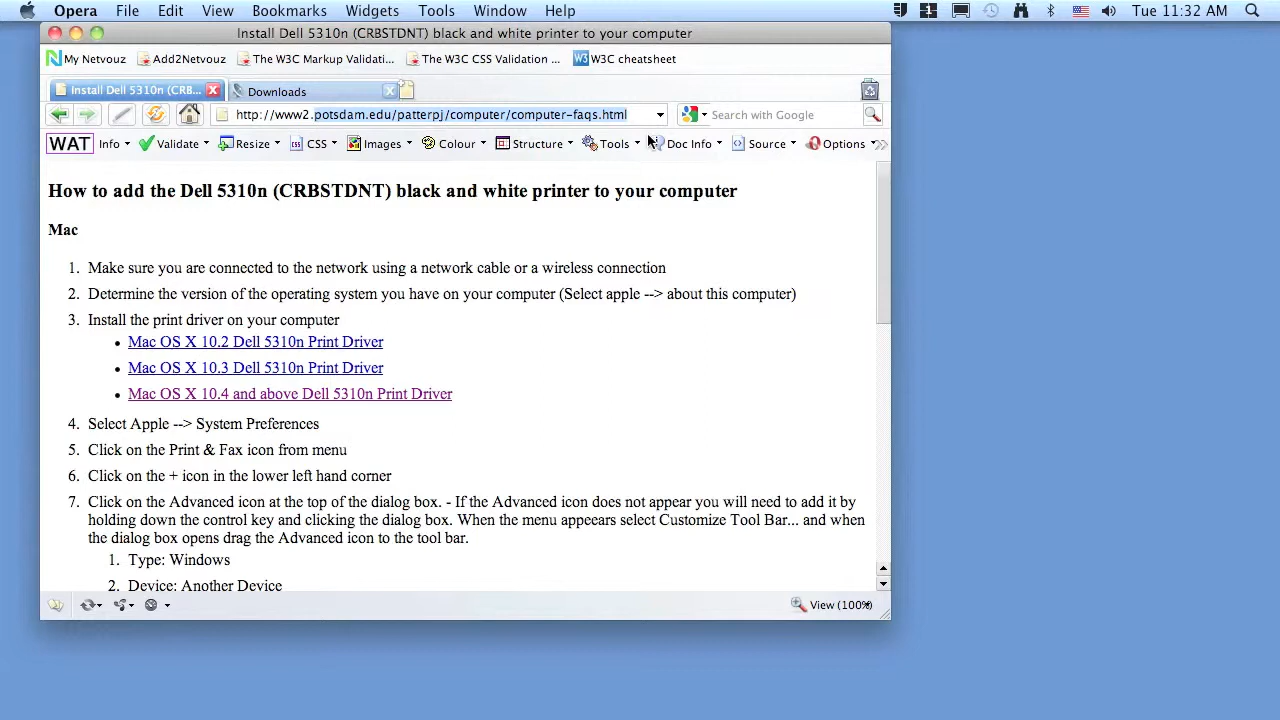 Opera File Edit View Bookmarks Widgets Tools Window Help 1 Tue 11:32 AM
Install Dell 5310n (CRBSTDNT) black and white printer to your computer
My Netvouz Add2Netvouz The W3C Markup Validati... The W3C CSS Validation ... W3C cheatsheet
Install Dell 5310n (CRB... Downloads
http://www2.potsdam.edu/patterpj/computer/computer-faqs.html Search with Google
WAT Info Validate Resize CSS Images Colour Structure Tools Doc Info Source Options
How to add the Dell 5310n (CRBSTDNT) black and white printer to your computer
Mac
1. Make sure you are connected to the network using a network cable or a wireless connection
2. Determine the version of the operating system you have on your computer (Select apple --> about this computer)
3. Install the print driver on your computer
• Mac OS X 10.2 Dell 5310n Print Driver
• Mac OS X 10.3 Dell 5310n Print Driver
• Mac OS X 10.4 and above Dell 5310n Print Driver
4. Select Apple --> System Preferences
5. Click on the Print & Fax icon from menu
6. Click on the + icon in the lower left hand corner
7. Click on the Advanced icon at the top of the dialog box. - If the Advanced icon does not appear you will need to add it by
holding down the control key and clicking the dialog box. When the menu appeears select Customize Tool Bar... and when
the dialog box opens drag the Advanced icon to the tool bar.
1. Type: Windows
2. Device: Another Device
View (100%)